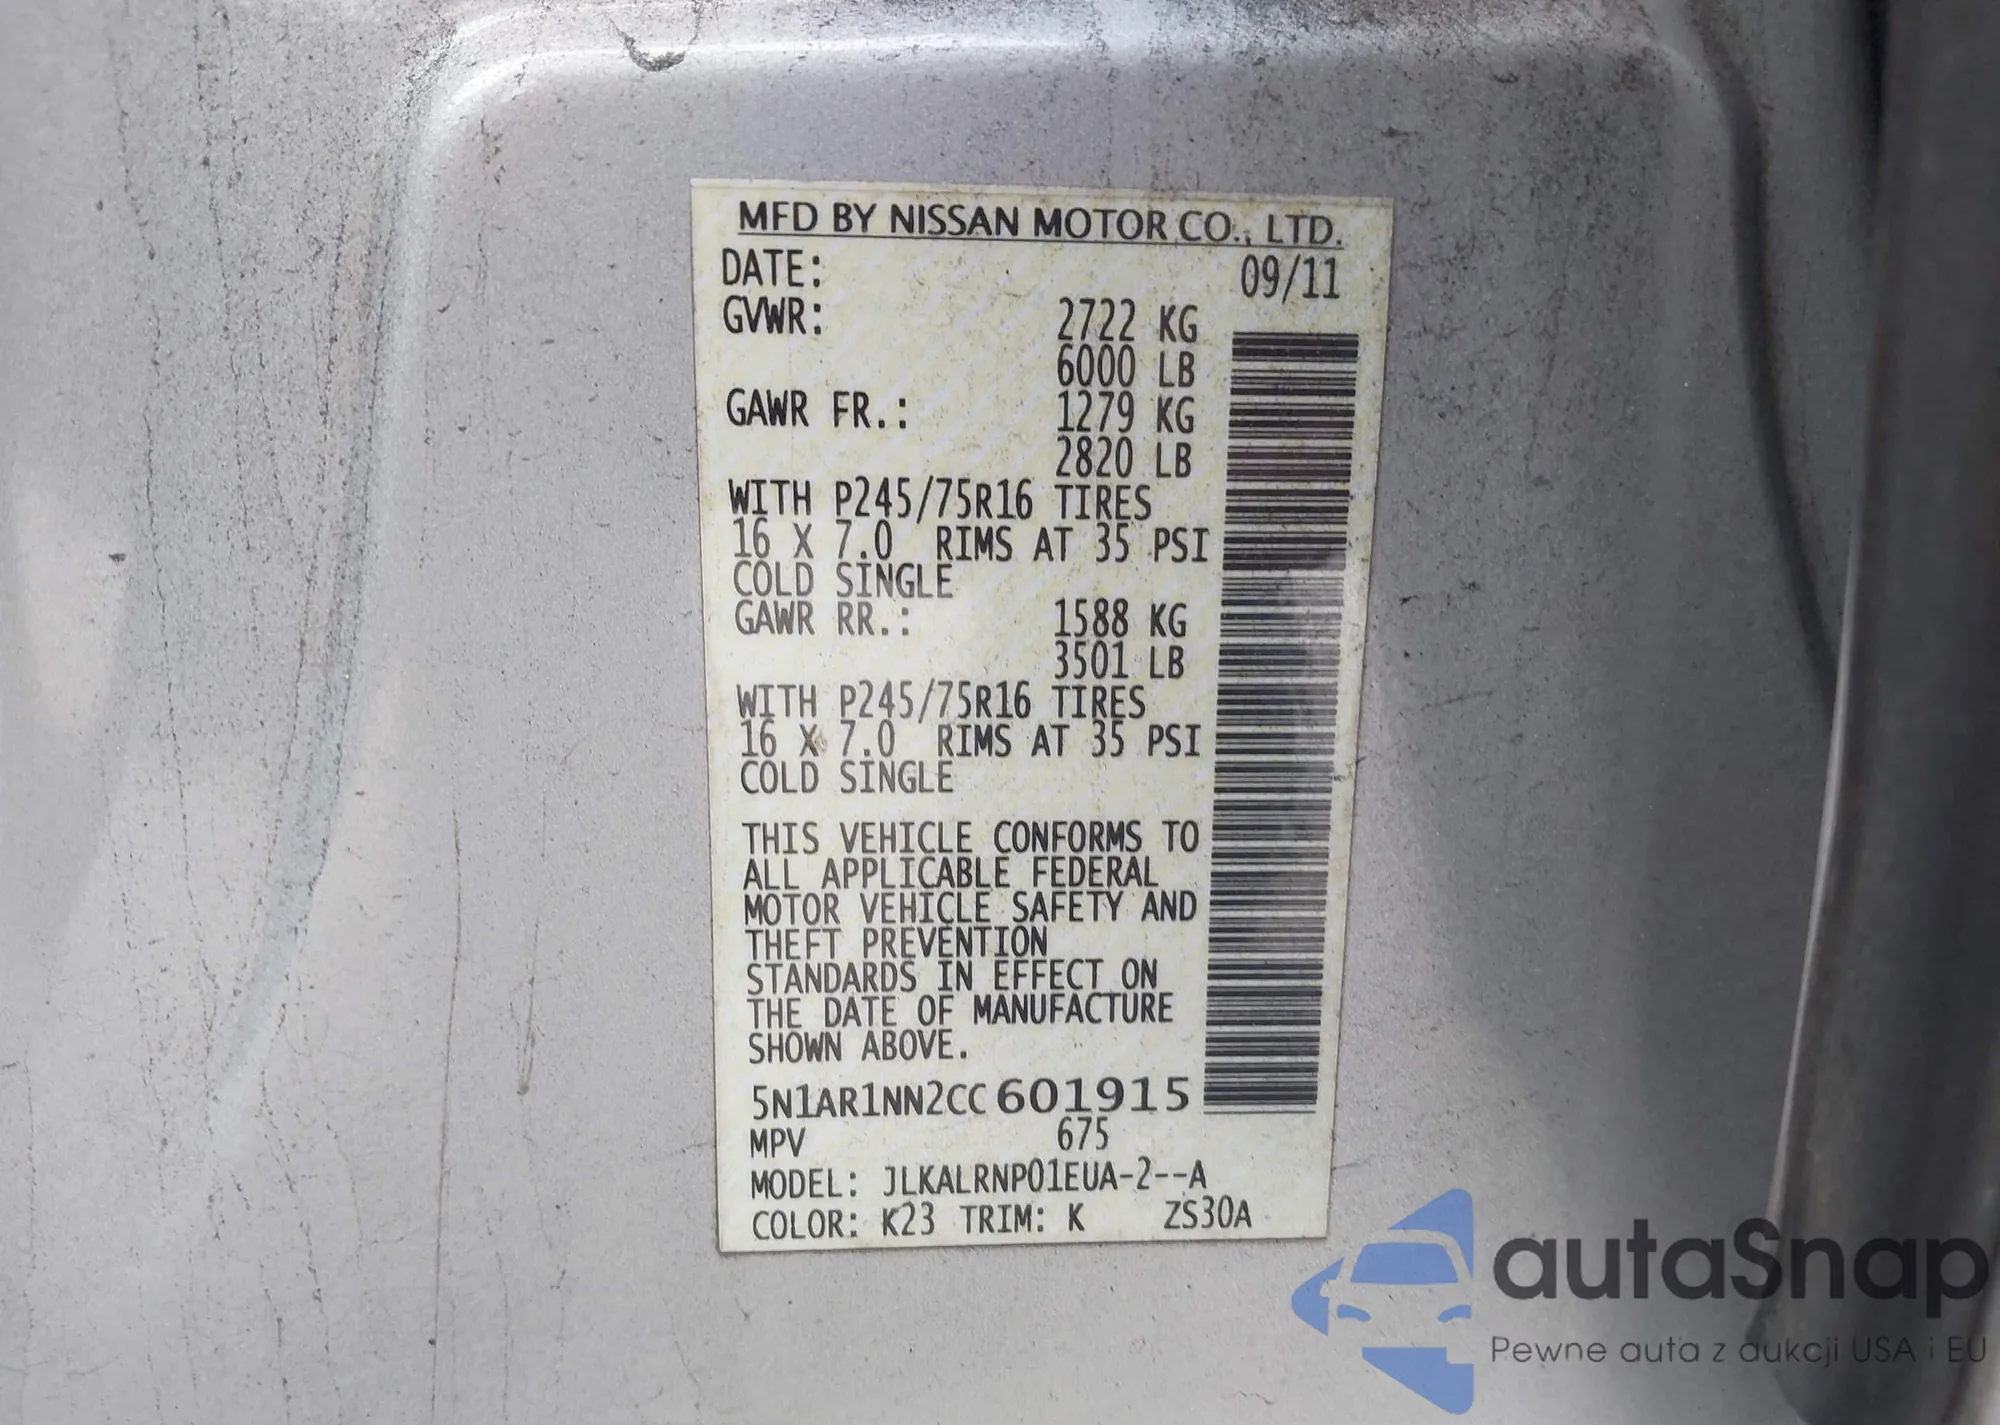 MFD BY NISSAN MOTOR CO., LTD.
DATE: 09/11
GVWR: 2722 KG
6000 LB
GAWR FR.: 1279 KG
2820 LB
WITH P245/75R16 TIRES
16 X 7.0 RIMS AT 35 PSI
COLD SINGLE
GAWR RR.: 1588 KG
3501 LB
WITH P245/75R16 TIRES
16 X 7.0 RIMS AT 35 PSI
COLD SINGLE
THIS VEHICLE CONFORMS TO
ALL APPLICABLE FEDERAL
MOTOR VEHICLE SAFETY AND
THEFT PREVENTION
STANDARDS IN EFFECT ON
THE DATE OF MANUFACTURE
SHOWN ABOVE.
5N1AR1NN2CC601915
MPV 675
MODEL: JLKALRNP01EUA-2--A
COLOR: K23 TRIM: K ZS30A
autaSnap
Pewne auta z aukcji USA i EU